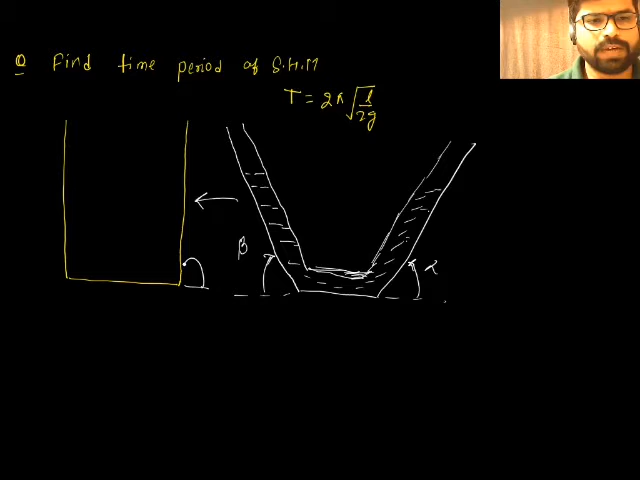 Q Find time period of S.H.M
T = 2π√(l/2g)
β
α